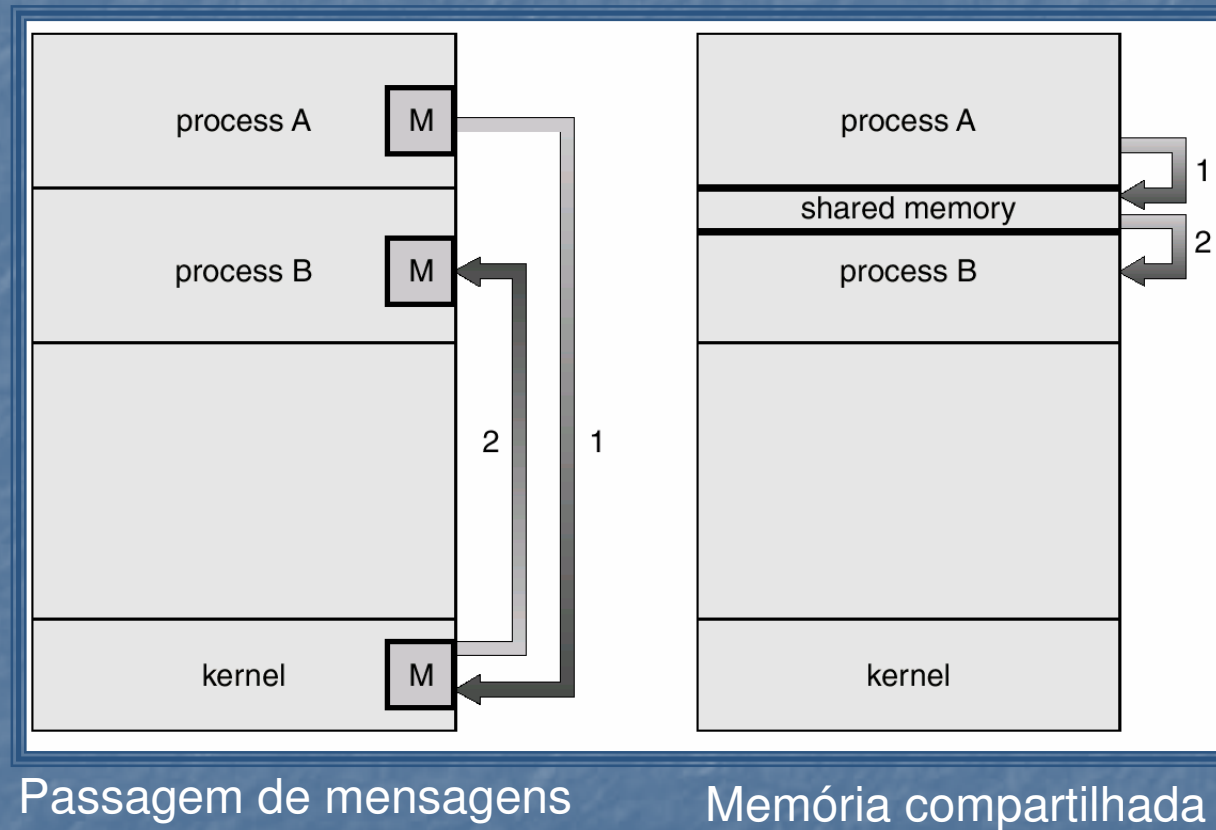 process A
M
process B
M
2
1
kernel
M
process A
1
shared memory
2
process B
kernel
Passagem de mensagens
Memória compartilhada